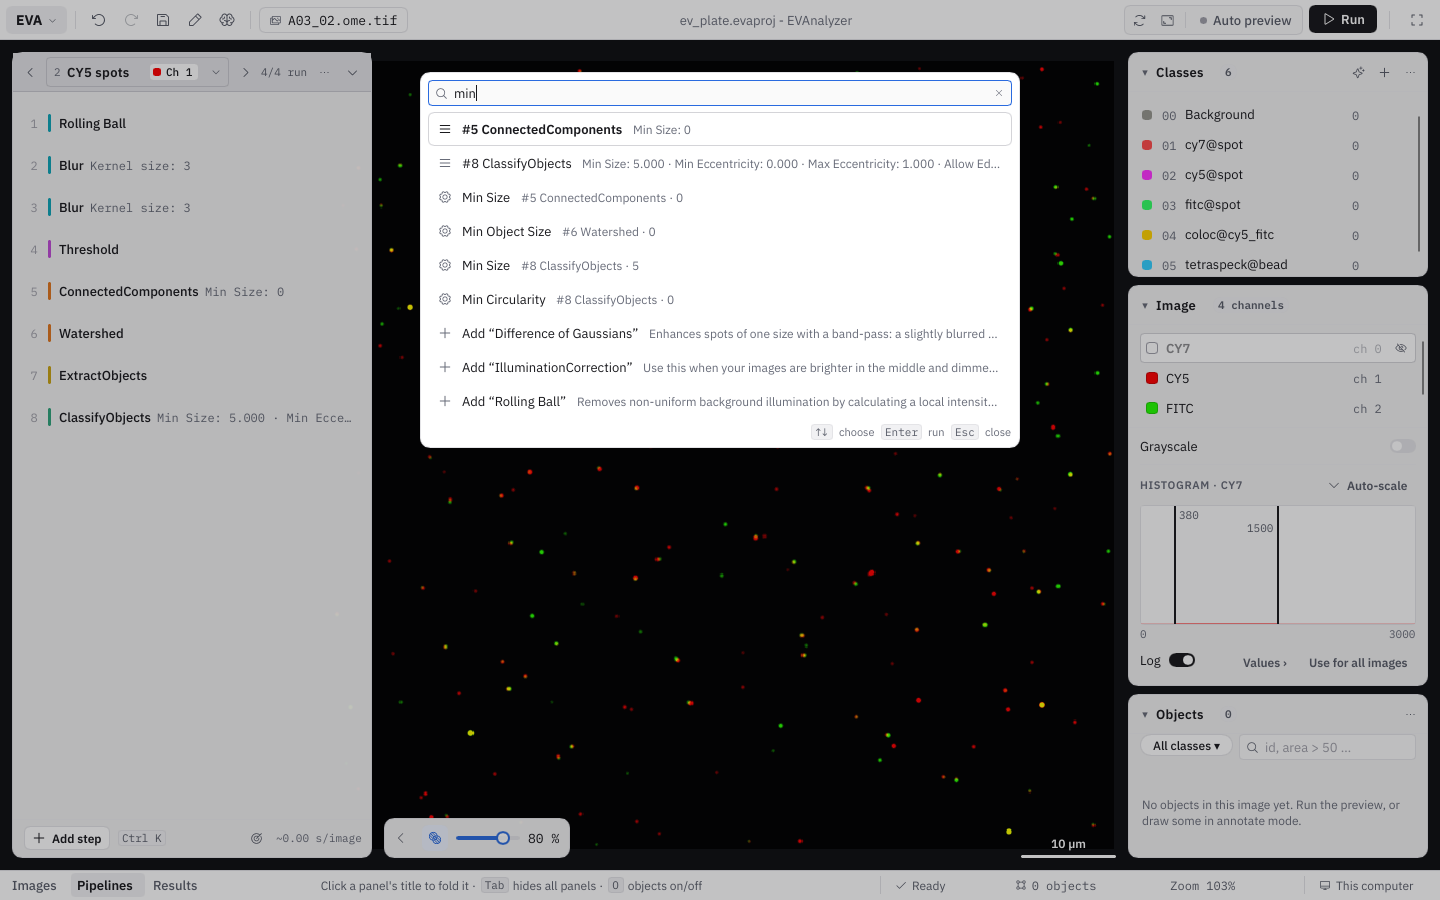 EVA
A03_02.ome.tif
ev_plate.evaproj - EVAnalyzer
Auto preview
Run
2 CY5 spots Ch 1 4/4 run ...
1 Rolling Ball
2 Blur Kernel size: 3
3 Blur Kernel size: 3
4 Threshold
5 ConnectedComponents Min Size: 0
6 Watershed
7 ExtractObjects
8 ClassifyObjects Min Size: 5.000 · Min Ecce…
Add step Ctrl K ~0.00 s/image
min
#5 ConnectedComponents Min Size: 0
#8 ClassifyObjects Min Size: 5.000 · Min Eccentricity: 0.000 · Max Eccentricity: 1.000 · Allow Ed...
Min Size #5 ConnectedComponents · 0
Min Object Size #6 Watershed · 0
Min Size #8 ClassifyObjects · 5
Min Circularity #8 ClassifyObjects · 0
Add “Difference of Gaussians” Enhances spots of one size with a band-pass: a slightly blurred ...
Add “IlluminationCorrection” Use this when your images are brighter in the middle and dimme...
Add “Rolling Ball” Removes non-uniform background illumination by calculating a local intensit...
↑↓ choose Enter run Esc close
80 %
10 µm
Classes 6
00 Background 0
01 cy7@spot 0
02 cy5@spot 0
03 fitc@spot 0
04 coloc@cy5_fitc 0
05 tetraspeck@bead 0
Image 4 channels
CY7 ch 0
CY5 ch 1
FITC ch 2
Grayscale
HISTOGRAM · CY7 Auto-scale
380
1500
0 3000
Log Values › Use for all images
Objects 0
All classes ▾ id, area > 50 ...
No objects in this image yet. Run the preview, or
draw some in annotate mode.
Images Pipelines Results
Click a panel's title to fold it · Tab hides all panels · O objects on/off
Ready
0 objects
Zoom 103%
This computer